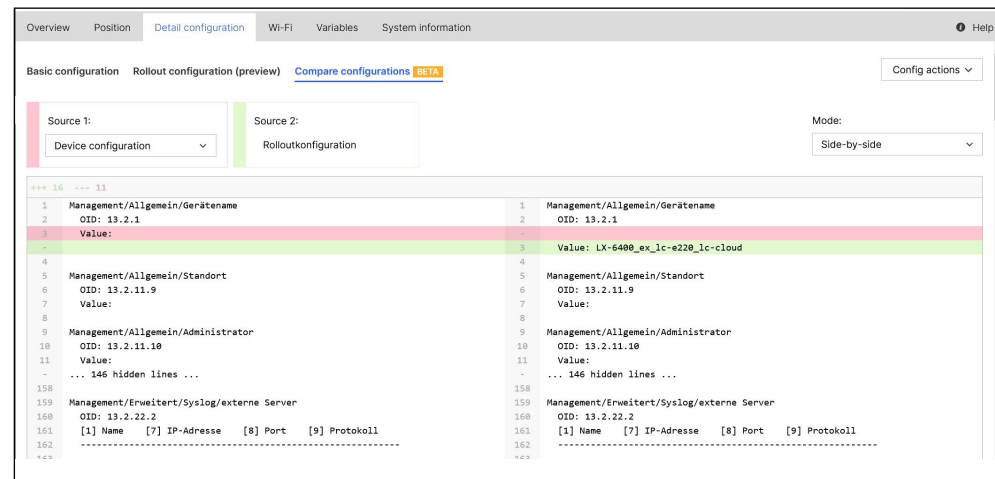 Overview Position Detail configuration Wi-Fi Variables System information Help
Basic configuration Rollout configuration (preview) Compare configurations BETA Config actions
Source 1: Source 2: Mode:
Device configuration Rolloutkonfiguration Side-by-side
+++ 16 --- 11
1 Management/Allgemein/Gerätename 1 Management/Allgemein/Gerätename
2 OID: 13.2.1 2 OID: 13.2.1
3 Value: -
- 3 Value: LX-6400_ex_lc-e220_lc-cloud
4 4
5 Management/Allgemein/Standort 5 Management/Allgemein/Standort
6 OID: 13.2.11.9 6 OID: 13.2.11.9
7 Value: 7 Value:
8 8
9 Management/Allgemein/Administrator 9 Management/Allgemein/Administrator
10 OID: 13.2.11.10 10 OID: 13.2.11.10
11 Value: 11 Value:
- ... 146 hidden lines ... - ... 146 hidden lines ...
158 158
159 Management/Erweitert/Syslog/externe Server 159 Management/Erweitert/Syslog/externe Server
160 OID: 13.2.22.2 160 OID: 13.2.22.2
161 [1] Name [7] IP-Adresse [8] Port [9] Protokoll 161 [1] Name [7] IP-Adresse [8] Port [9] Protokoll
162 ---------------------------------------------------- 162 ----------------------------------------------------
163 163